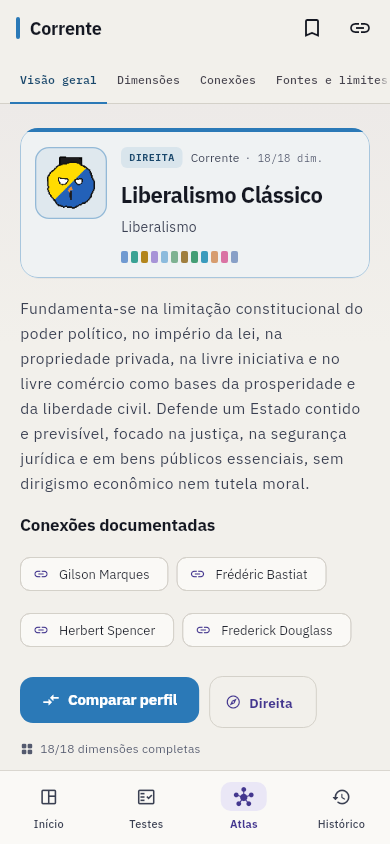 Corrente
Visão geral Dimensões Conexões Fontes e limites
DIREITA Corrente · 18/18 dim.
Liberalismo Clássico
Liberalismo
Fundamenta-se na limitação constitucional do
poder político, no império da lei, na
propriedade privada, na livre iniciativa e no
livre comércio como bases da prosperidade e
da liberdade civil. Defende um Estado contido
e previsível, focado na justiça, na segurança
jurídica e em bens públicos essenciais, sem
dirigismo econômico nem tutela moral.
Conexões documentadas
Gilson Marques Frédéric Bastiat
Herbert Spencer Frederick Douglass
Comparar perfil Direita
18/18 dimensões completas
Início Testes Atlas Histórico